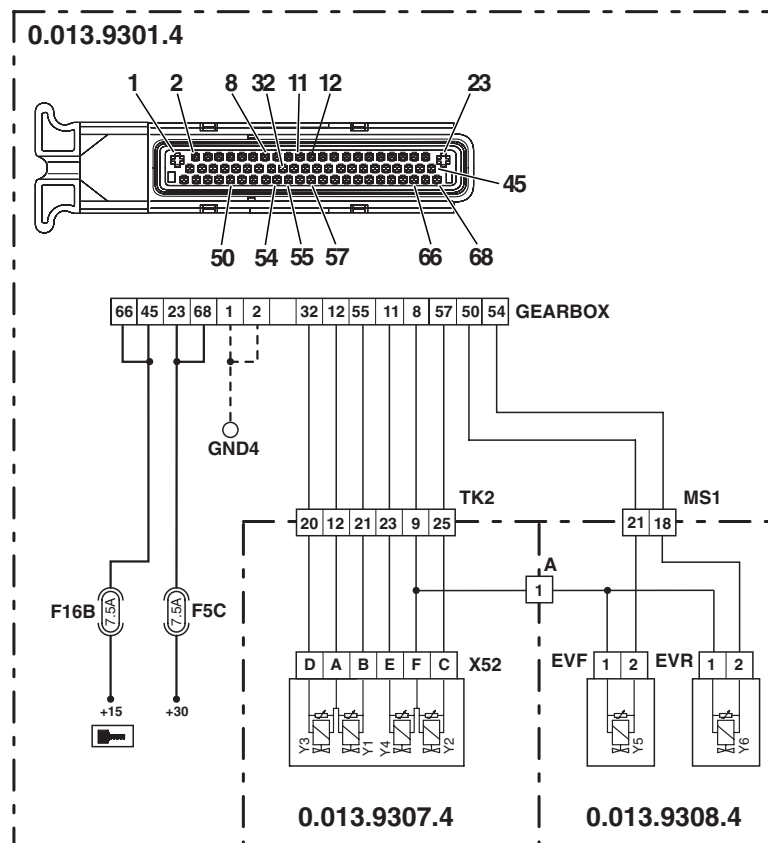 0.013.9301.4
1 2 8 32 11 12 23
45
50 54 55 57 66 68
66 45 23 68 1 2 32 12 55 11 8 57 50 54 GEARBOX
GND4
TK2 MS1
20 12 21 23 9 25 21 18
A
1
F16B 7.5A 7.5A F5C
D A B E F C X52 EVF 1 2 EVR 1 2
+15 +30
Y3 Y1 Y4 Y2 Y5 Y6
0.013.9307.4 0.013.9308.4